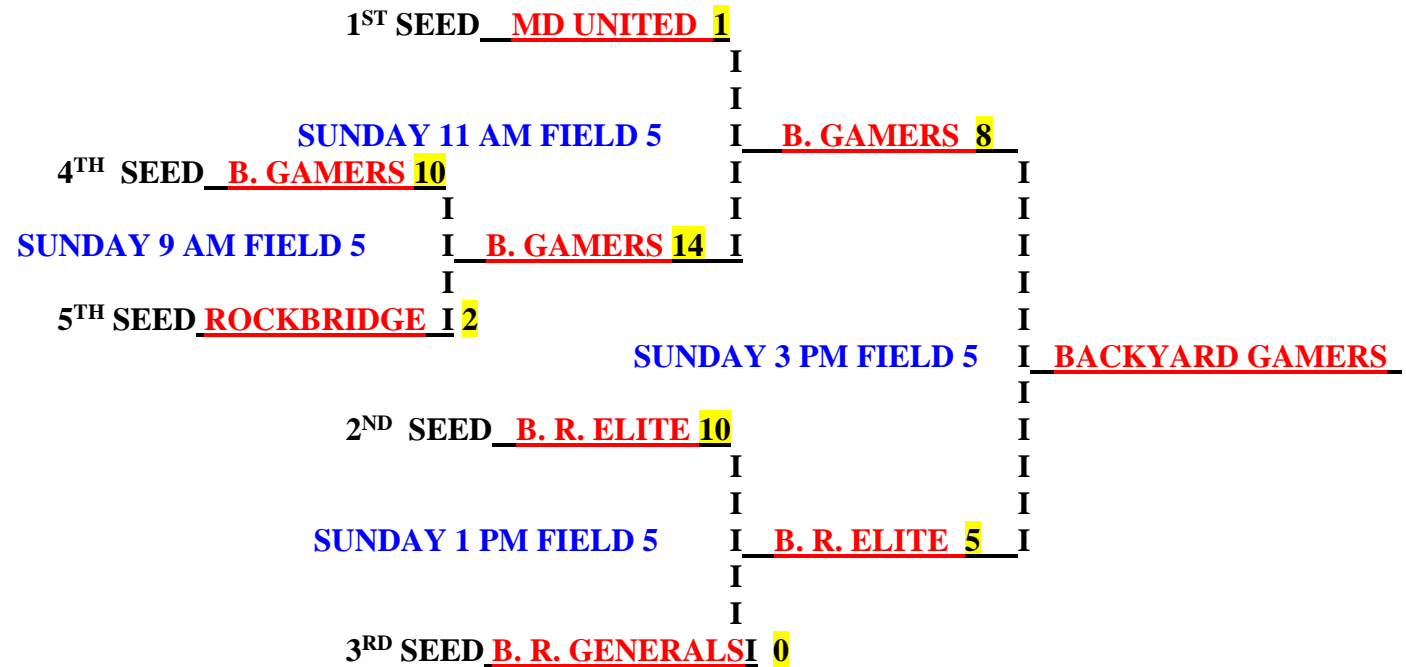 1ST SEED MD UNITED 1
I
I
SUNDAY 11 AM FIELD 5 I B. GAMERS 8
4TH SEED B. GAMERS 10 I I
I I I
SUNDAY 9 AM FIELD 5 I B. GAMERS 14 I I
I I
5TH SEED ROCKBRIDGE I 2 I
SUNDAY 3 PM FIELD 5 I BACKYARD GAMERS
I
2ND SEED B. R. ELITE 10 I
I I
I I
SUNDAY 1 PM FIELD 5 I B. R. ELITE 5 I
I
I
3RD SEED B. R. GENERALSI 0